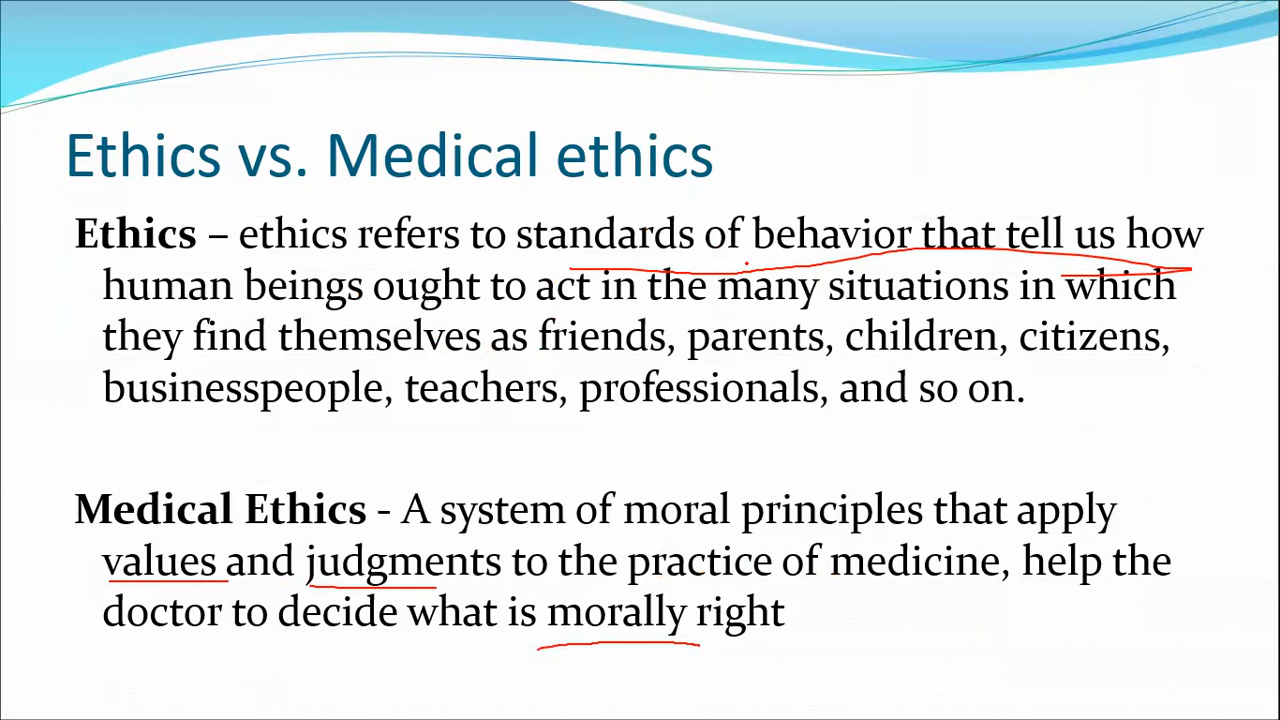 Ethics vs. Medical ethics
Ethics – ethics refers to standards of behavior that tell us how
human beings ought to act in the many situations in which
they find themselves as friends, parents, children, citizens,
businesspeople, teachers, professionals, and so on.
Medical Ethics - A system of moral principles that apply
values and judgments to the practice of medicine, help the
doctor to decide what is morally right